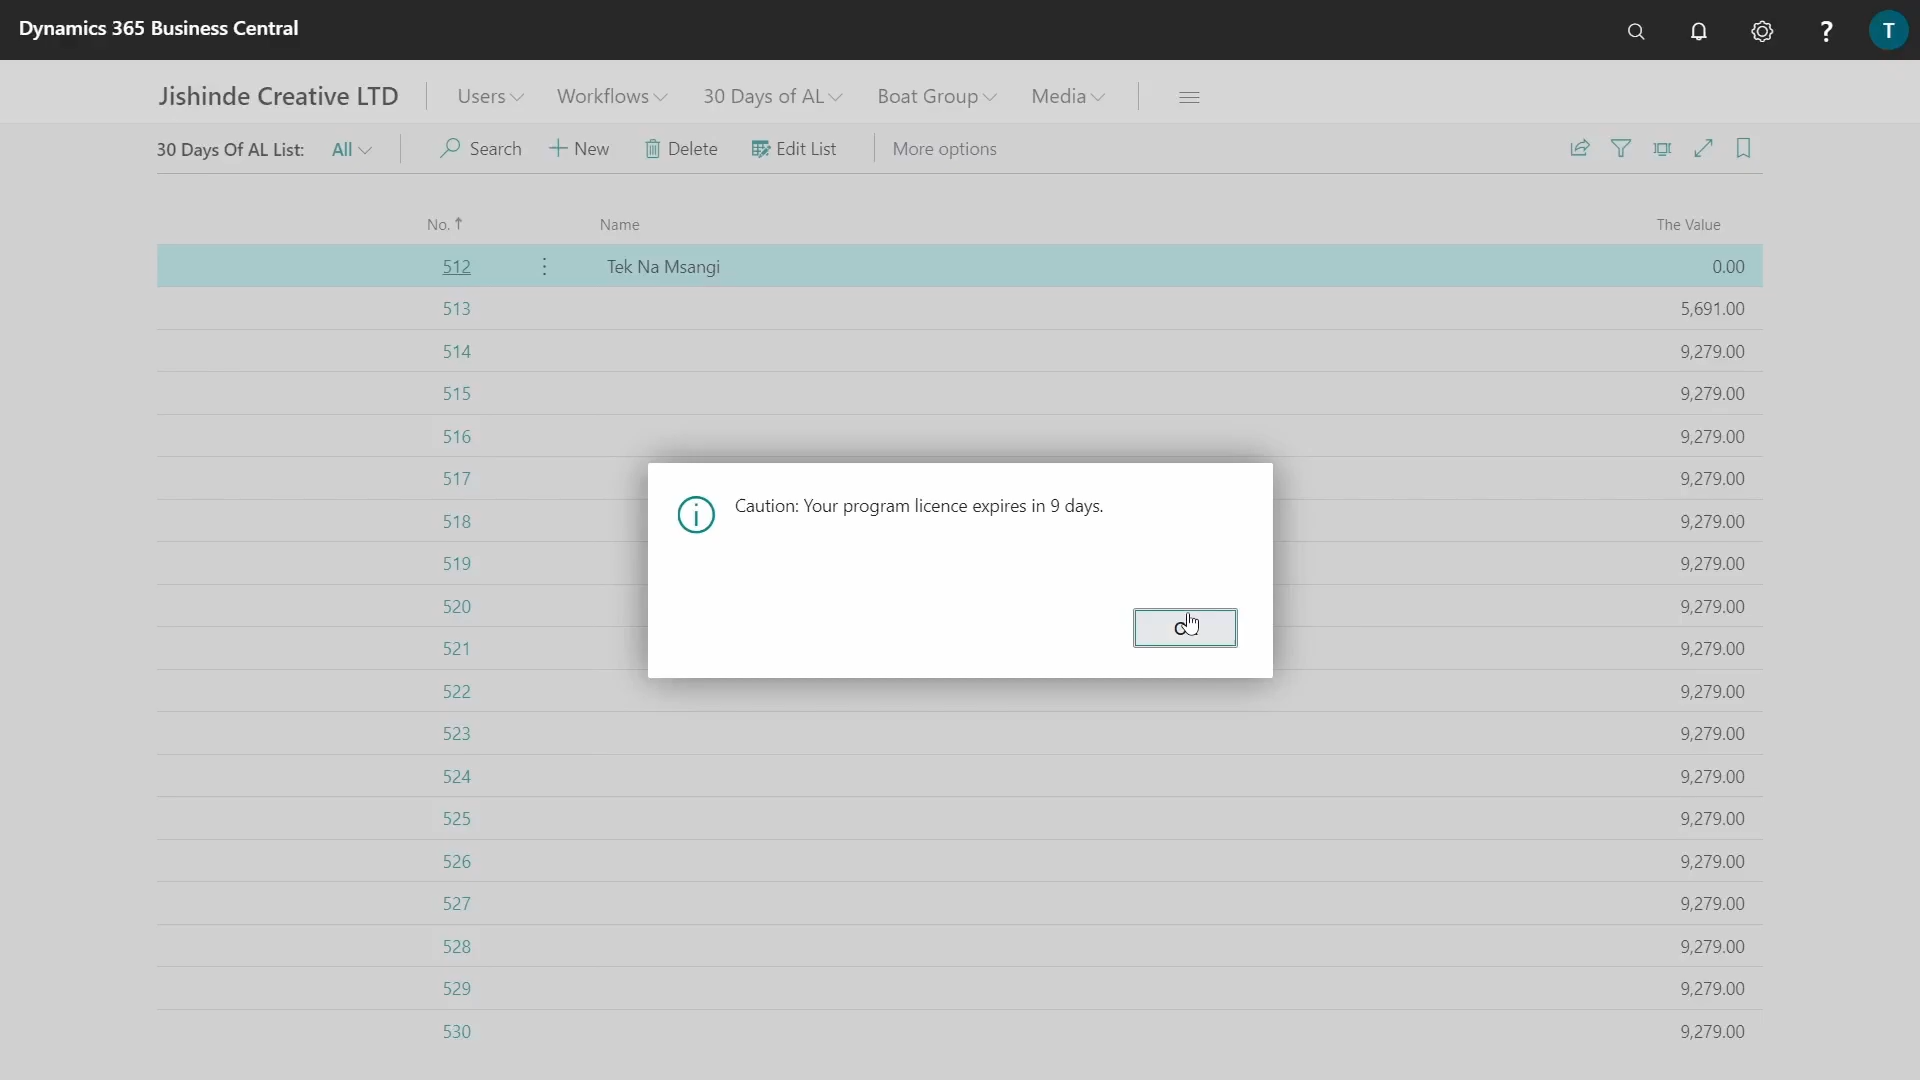 Dynamics 365 Business Central
T
Jishinde Creative LTD Users Workflows 30 Days of AL Boat Group Media
30 Days Of AL List: All Search New Delete Edit List More options
No. ↑ Name The Value
512 Tek Na Msangi 0.00
513 5,691.00
514 9,279.00
515 9,279.00
516 9,279.00
517 9,279.00
518 9,279.00
519 9,279.00
520 9,279.00
521 9,279.00
522 9,279.00
523 9,279.00
524 9,279.00
525 9,279.00
526 9,279.00
527 9,279.00
528 9,279.00
529 9,279.00
530 9,279.00
Caution: Your program licence expires in 9 days.